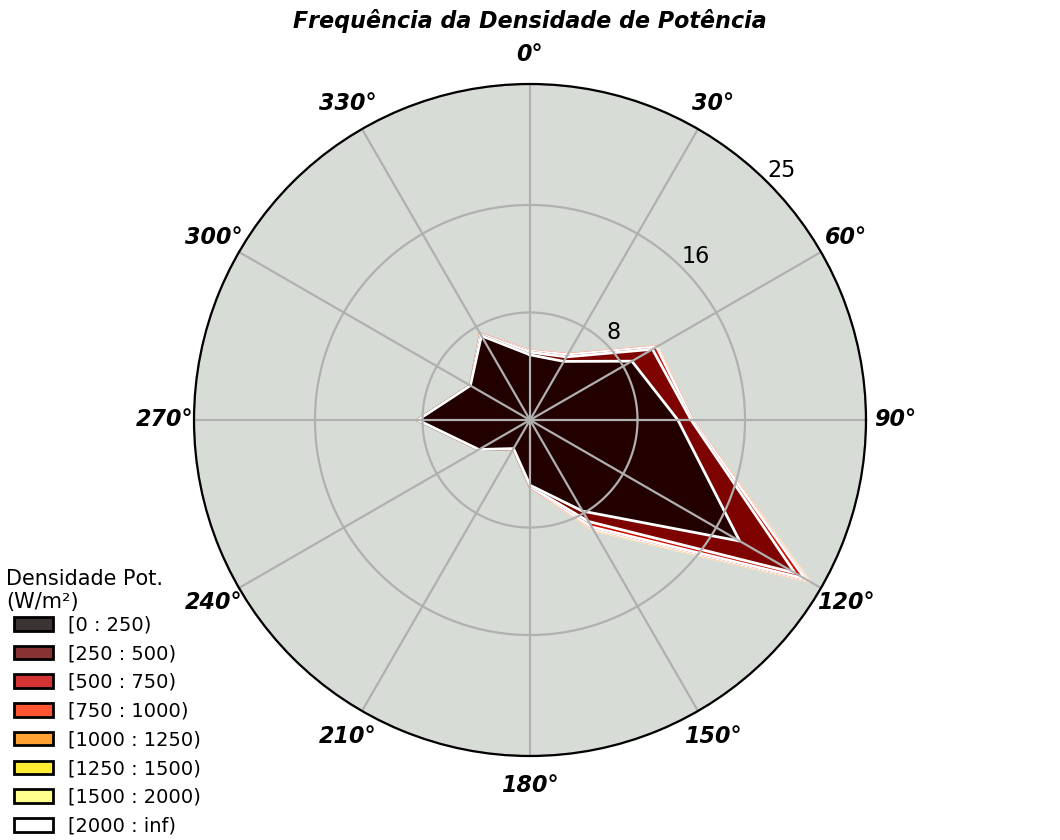 Frequência da Densidade de Potência
0°
330°
30°
25
300°
60°
16
8
270°
90°
240°
120°
210°
150°
180°
Densidade Pot.
(W/m²)
[0 : 250)
[250 : 500)
[500 : 750)
[750 : 1000)
[1000 : 1250)
[1250 : 1500)
[1500 : 2000)
[2000 : inf)